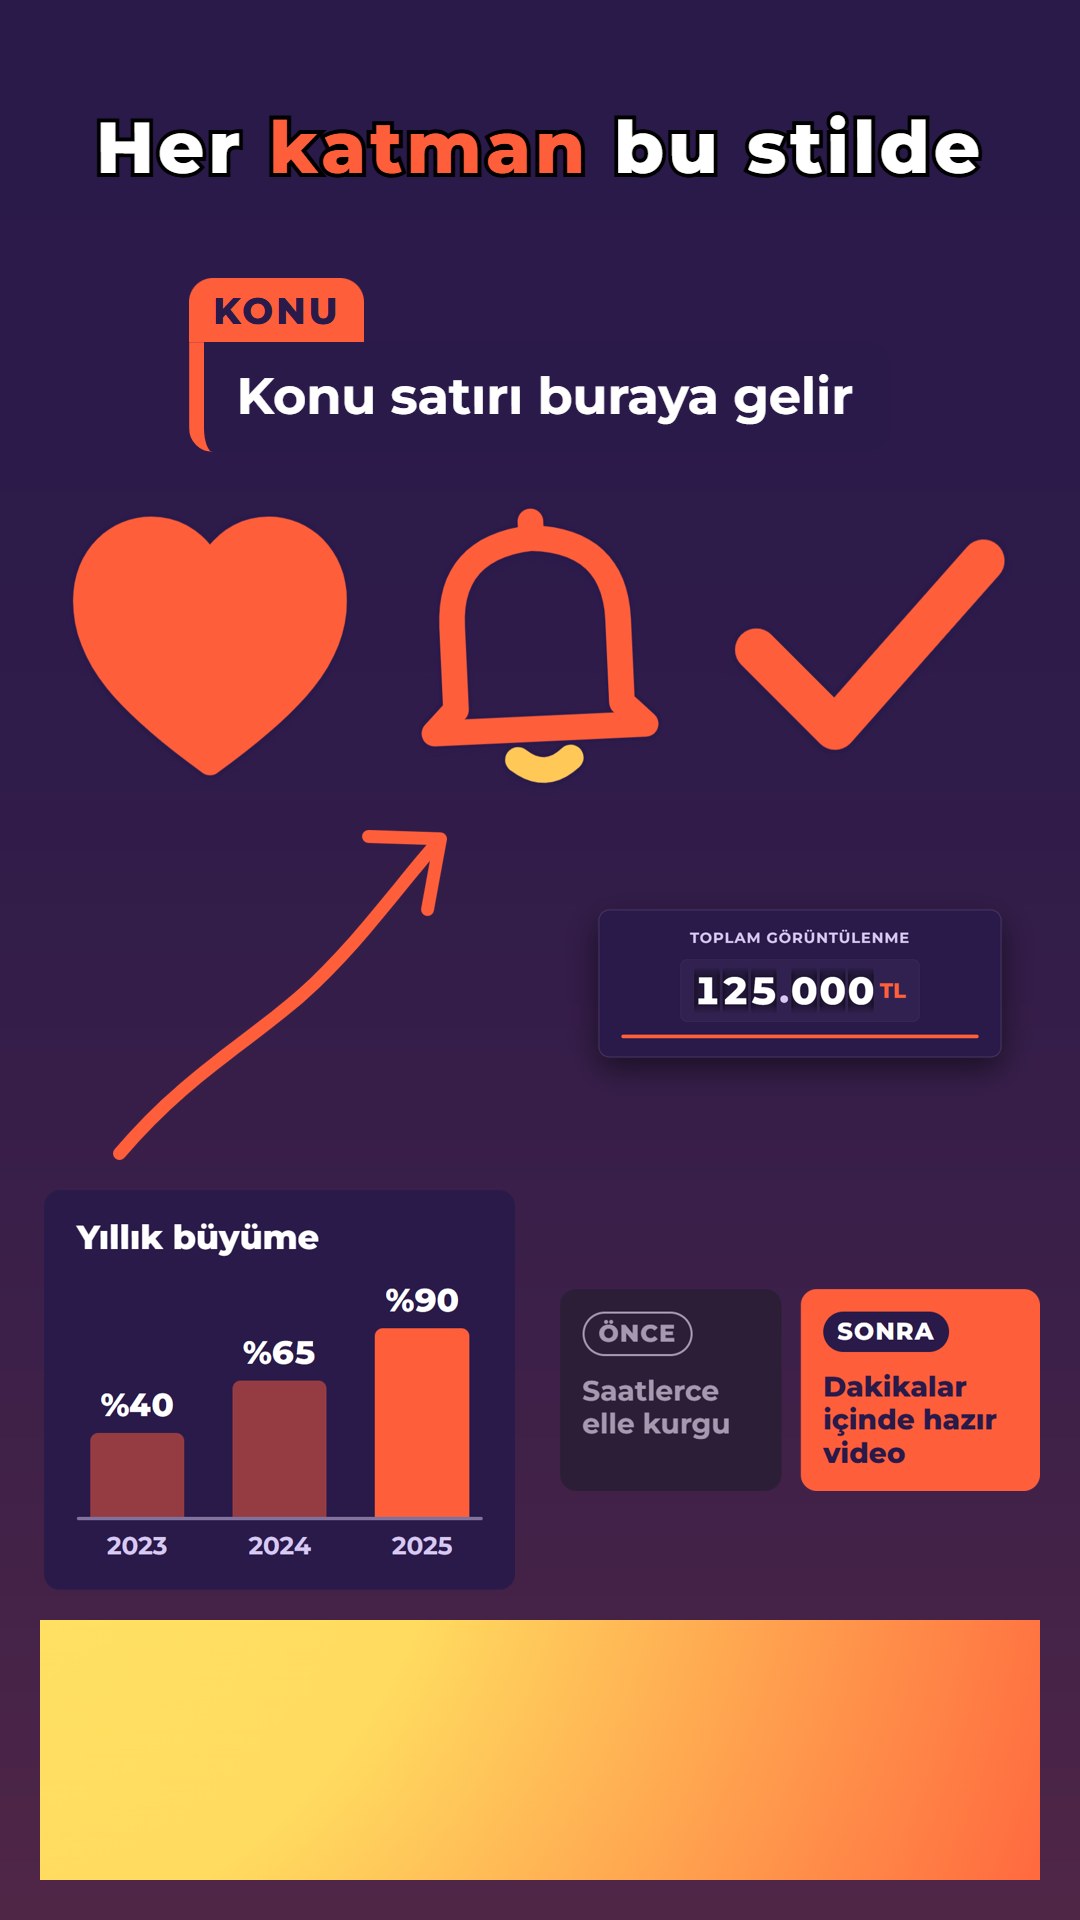 Her katman bu stilde
KONU
Konu satırı buraya gelir
TOPLAM GÖRÜNTÜLENME
125.000 TL
Yıllık büyüme
%40
%65
%90
2023
2024
2025
ÖNCE
Saatlerce
elle kurgu
SONRA
Dakikalar
içinde hazır
video